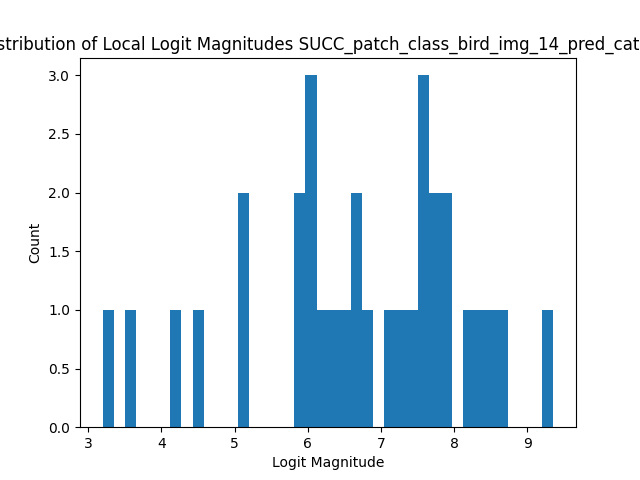 stribution of Local Logit Magnitudes SUCC_patch_class_bird_img_14_pred_cat
3.0
2.5
2.0
1.5
1.0
0.5
0.0
Count
3 4 5 6 7 8 9
Logit Magnitude